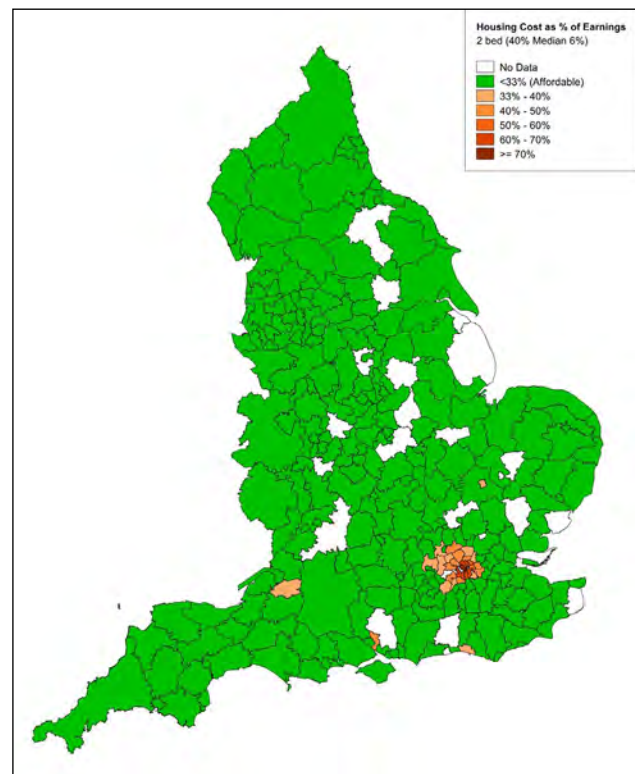 Housing Cost as % of Earnings
2 bed (40% Median 6%)
No Data
<33% (Affordable)
33% - 40%
40% - 50%
50% - 60%
60% - 70%
>= 70%